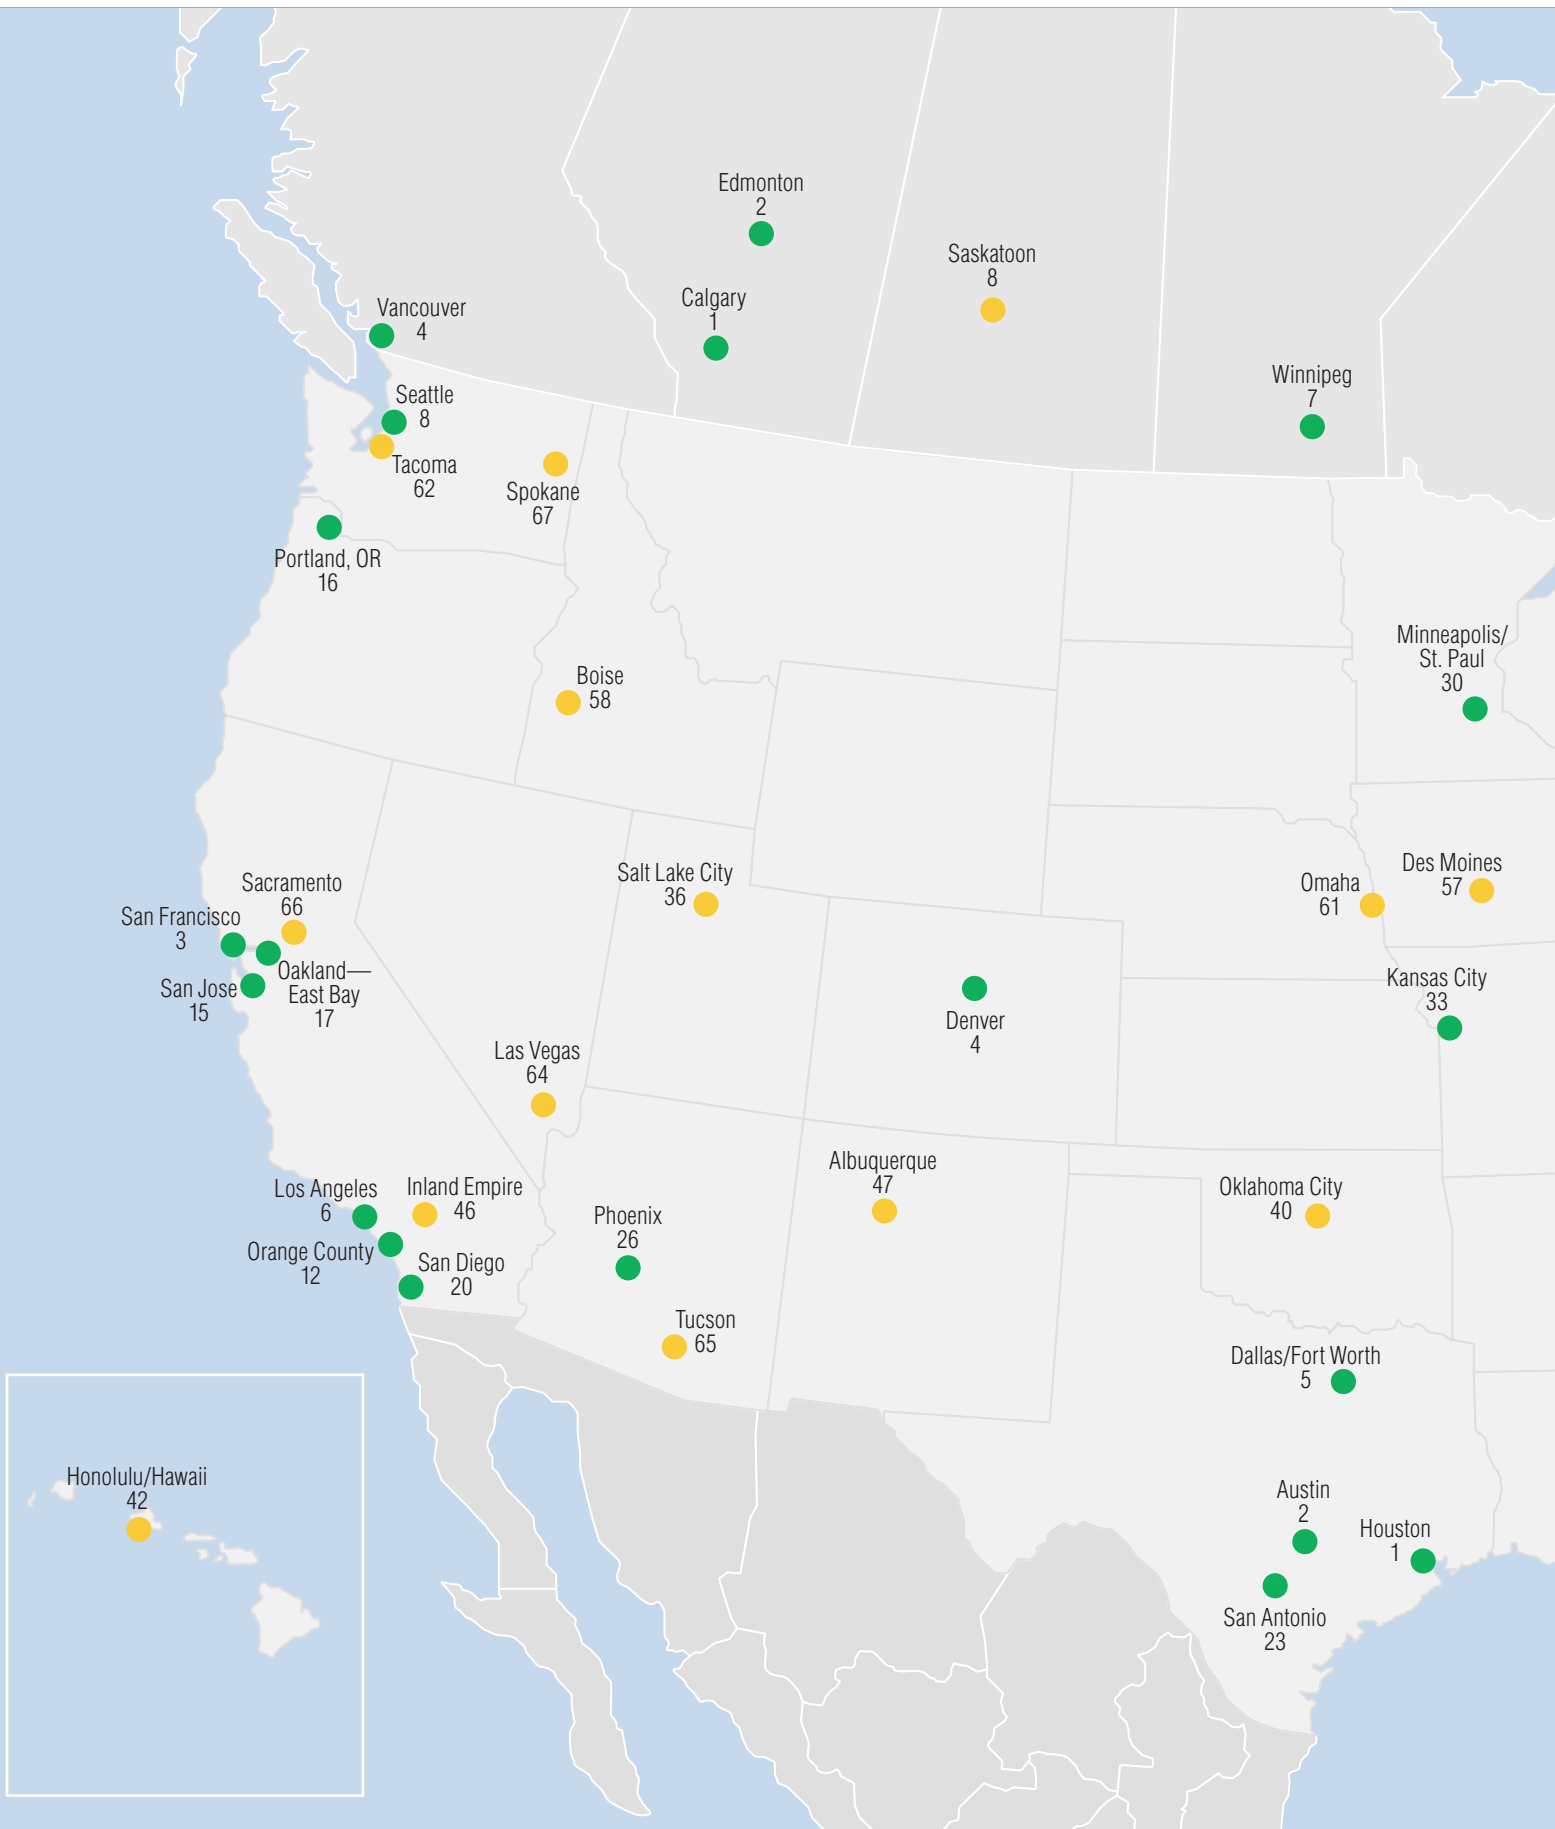 Edmonton
2
Saskatoon
8
Calgary
1
Vancouver
4
Winnipeg
7
Seattle
8
Tacoma
62
Spokane
67
Portland, OR
16
Minneapolis/
St. Paul
30
Boise
58
Salt Lake City
36
Des Moines
57
Omaha
61
Sacramento
66
San Francisco
3
Oakland—
East Bay
17
San Jose
15
Kansas City
33
Denver
4
Las Vegas
64
Albuquerque
47
Los Angeles
6
Inland Empire
46
Oklahoma City
40
Phoenix
26
Orange County
12
San Diego
20
Tucson
65
Dallas/Fort Worth
5
Honolulu/Hawaii
42
Austin
2
Houston
1
San Antonio
23